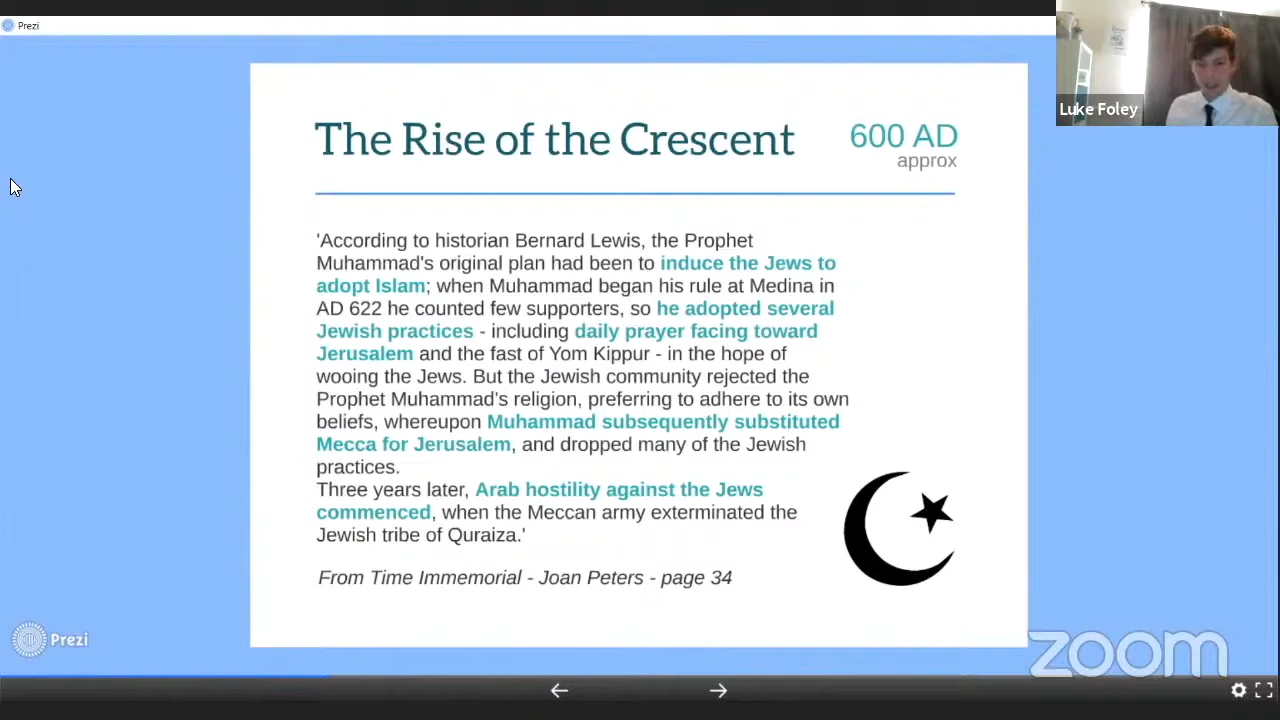 Prezi
Luke Foley
The Rise of the Crescent
600 AD
approx
'According to historian Bernard Lewis, the Prophet
Muhammad's original plan had been to induce the Jews to
adopt Islam; when Muhammad began his rule at Medina in
AD 622 he counted few supporters, so he adopted several
Jewish practices - including daily prayer facing toward
Jerusalem and the fast of Yom Kippur - in the hope of
wooing the Jews. But the Jewish community rejected the
Prophet Muhammad's religion, preferring to adhere to its own
beliefs, whereupon Muhammad subsequently substituted
Mecca for Jerusalem, and dropped many of the Jewish
practices.
Three years later, Arab hostility against the Jews
commenced, when the Meccan army exterminated the
Jewish tribe of Quraiza.'
From Time Immemorial - Joan Peters - page 34
Prezi
zoom